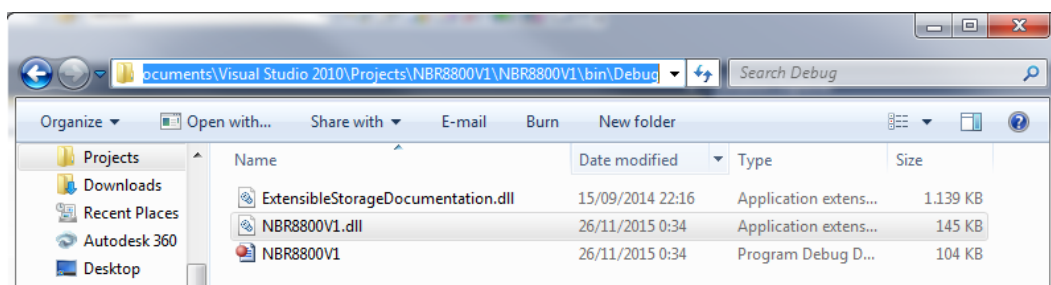 ocuments\Visual Studio 2010\Projects\NBR8800V1\NBR8800V1\bin\Debug Search Debug
Organize Open with... Share with E-mail Burn New folder
Projects Name Date modified Type Size
Downloads ExtensibleStorageDocumentation.dll 15/09/2014 22:16 Application extens... 1.139 KB
Recent Places NBR8800V1.dll 26/11/2015 0:34 Application extens... 145 KB
Autodesk 360 NBR8800V1 26/11/2015 0:34 Program Debug D... 104 KB
Desktop